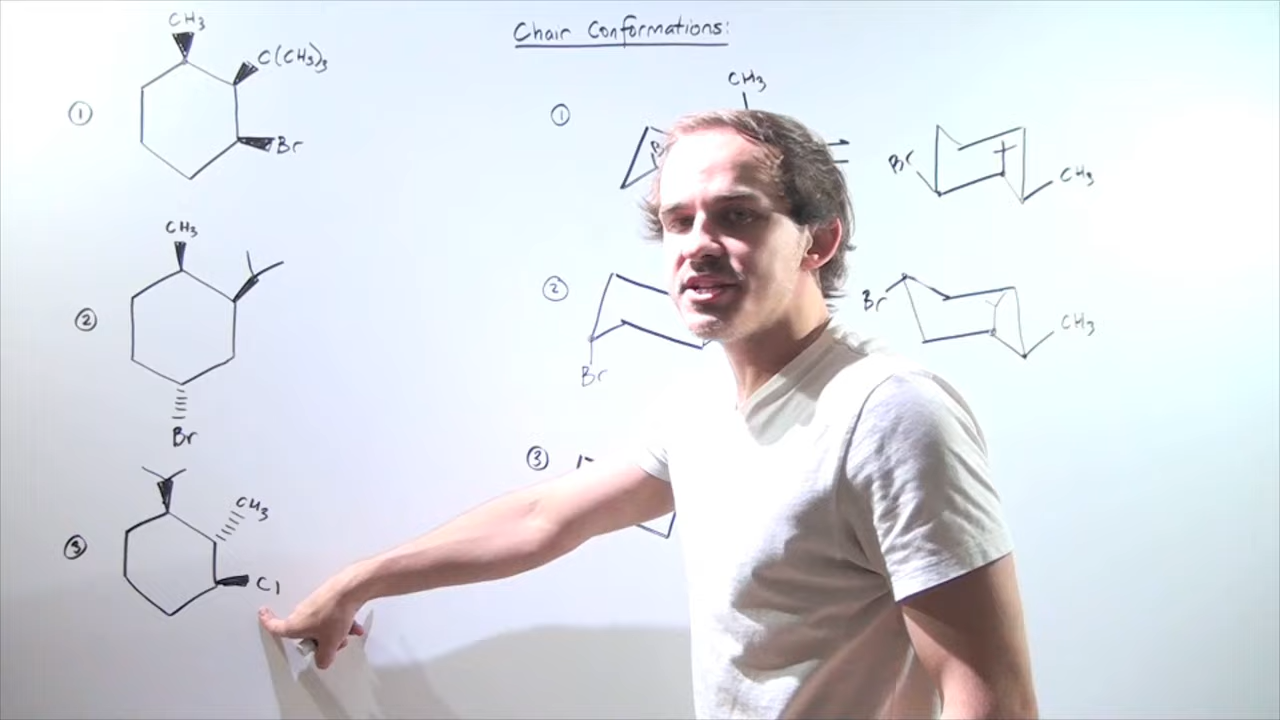 Chair Conformations:
①
CH3
C(CH3)3
Br
②
CH3
Br
③
CH3
Cl
①
CH3
Br
CH3
②
Br
Br
CH3
③